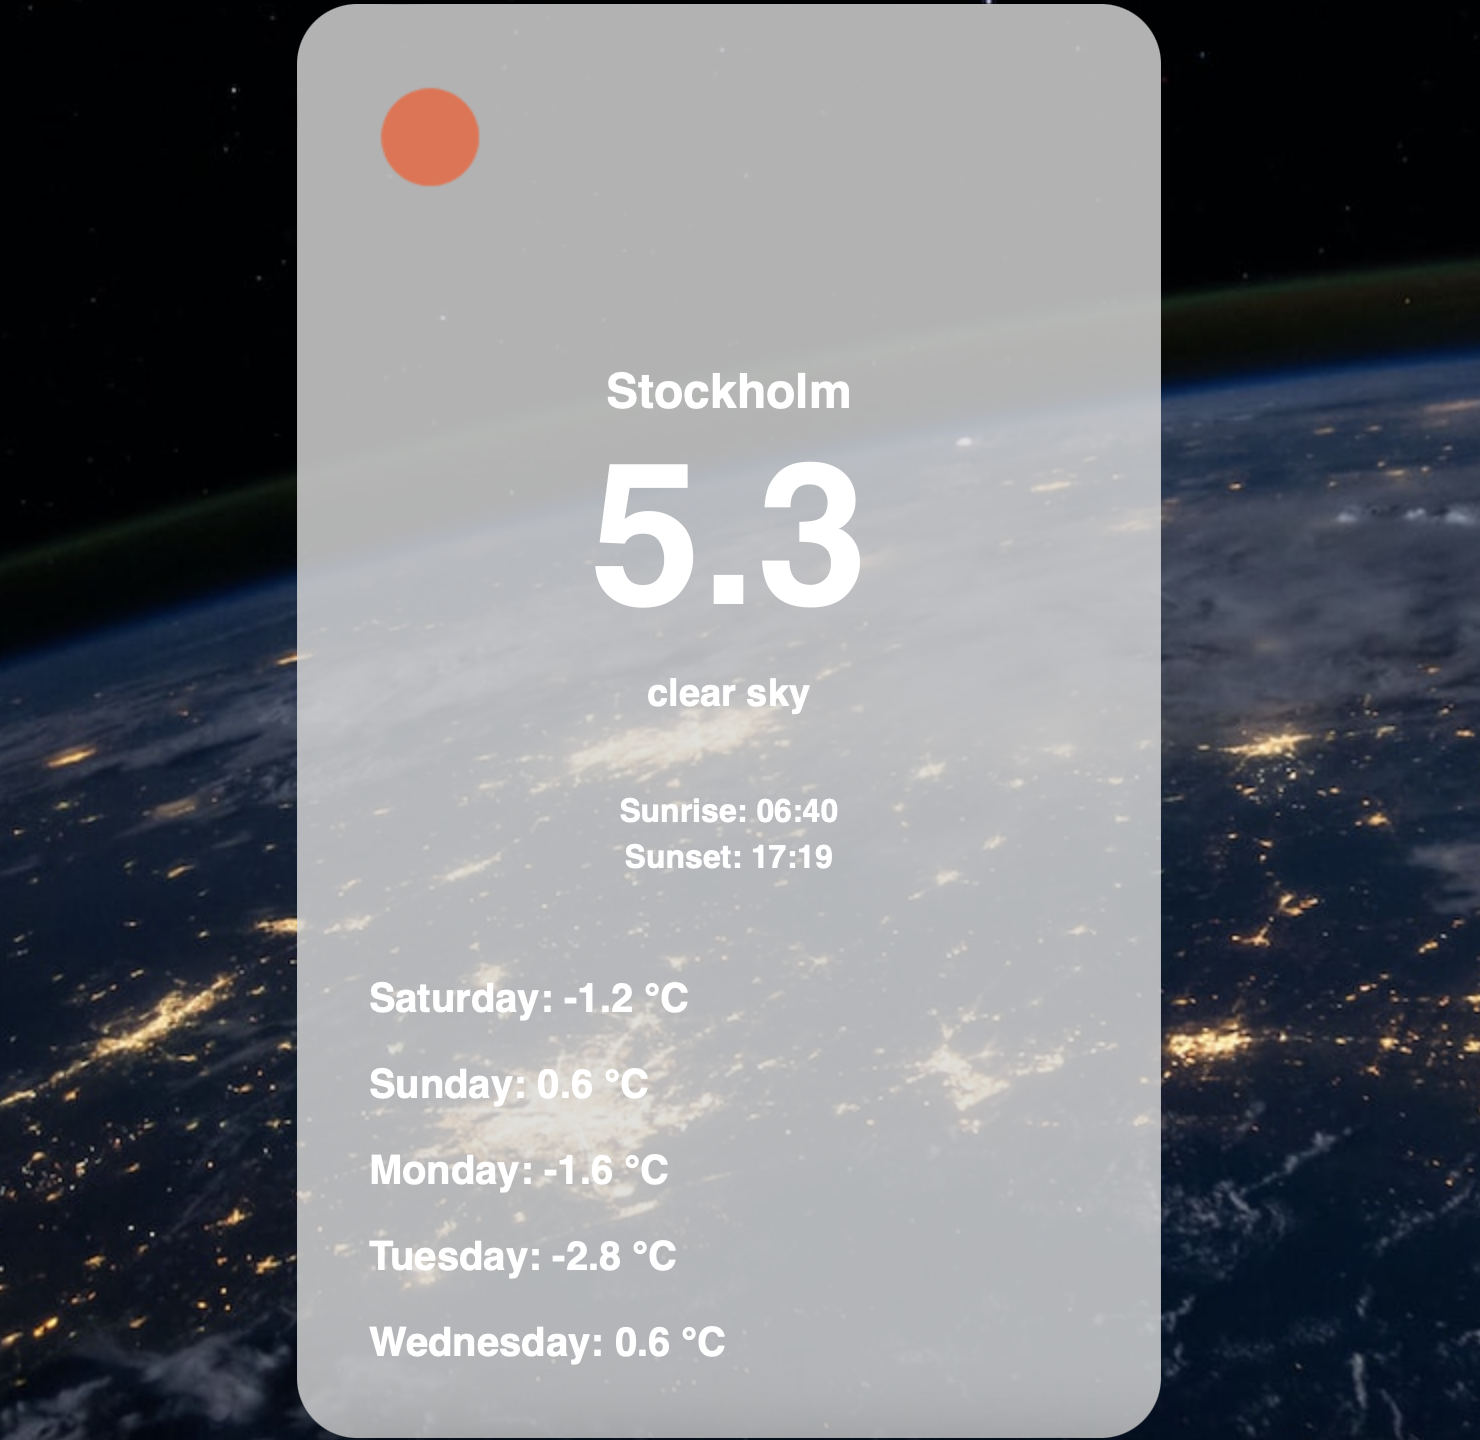 Stockholm
5.3
clear sky
Sunrise: 06:40
Sunset: 17:19
Saturday: -1.2 °C
Sunday: 0.6 °C
Monday: -1.6 °C
Tuesday: -2.8 °C
Wednesday: 0.6 °C